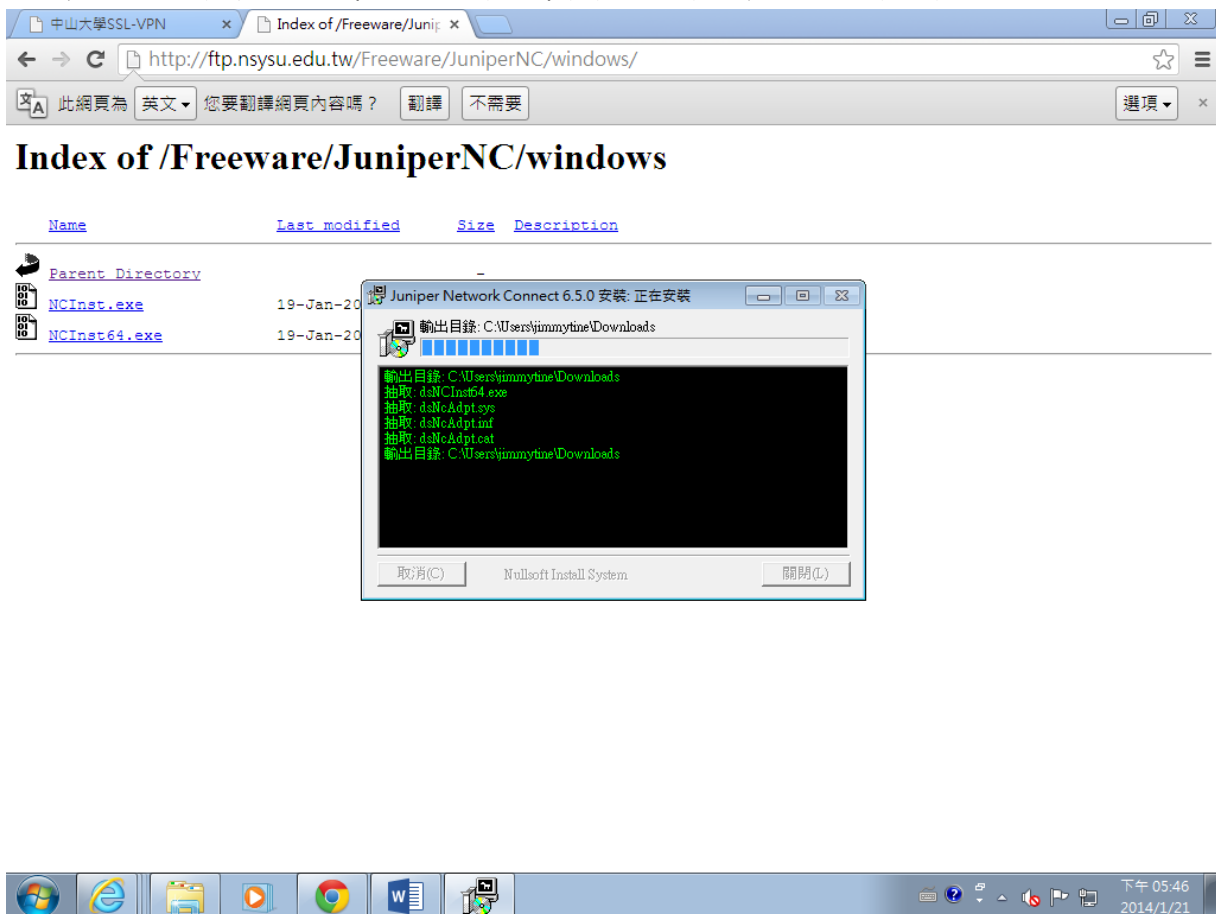 中山大學SSL-VPN
Index of /Freeware/Junip
http://ftp.nsysu.edu.tw/Freeware/JuniperNC/windows/
此網頁為 英文 您要翻譯網頁內容嗎？ 翻譯 不需要 選項
Index of /Freeware/JuniperNC/windows
Name Last modified Size Description
Parent Directory -
NCInst.exe 19-Jan-20
NCInst64.exe 19-Jan-20
Juniper Network Connect 6.5.0 安裝: 正在安裝
輸出目錄: C:\Users\jimmytine\Downloads
輸出目錄: C:\Users\jimmytine\Downloads
抽取: dsNCInst64.exe
抽取: dsNcAdpt.sys
抽取: dsNcAdpt.inf
抽取: dsNcAdpt.cat
輸出目錄: C:\Users\jimmytine\Downloads
取消(C) Nullsoft Install System 關閉(L)
下午 05:46
2014/1/21